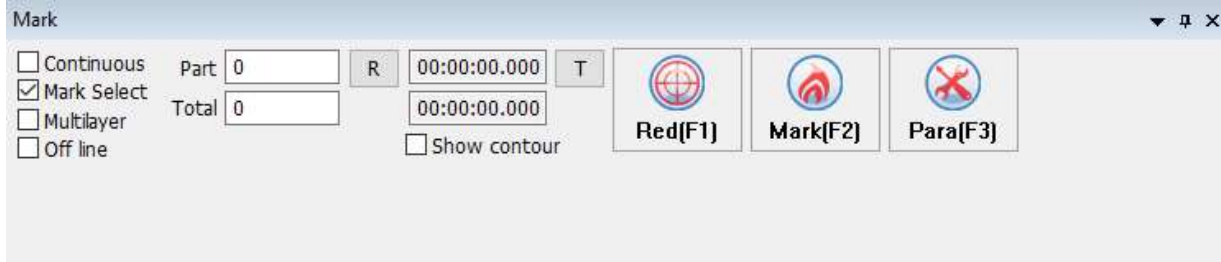 Mark
Continuous
Mark Select
Multilayer
Off line
Part 0 R 00:00:00.000 T
Total 0 00:00:00.000
Show contour
Red(F1)
Mark(F2)
Para(F3)